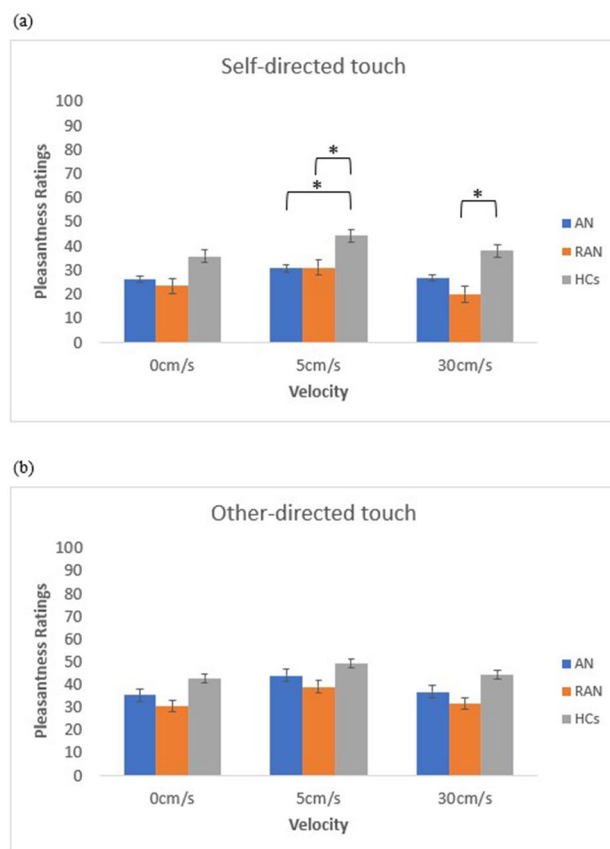 (a)
Self-directed touch
100
90
80
70
60
50
40
30
20
10
0
Pleasantness Ratings
*
*
*
0cm/s 5cm/s 30cm/s
Velocity
AN
RAN
HCs
(b)
Other-directed touch
100
90
80
70
60
50
40
30
20
10
0
Pleasantness Ratings
0cm/s 5cm/s 30cm/s
Velocity
AN
RAN
HCs